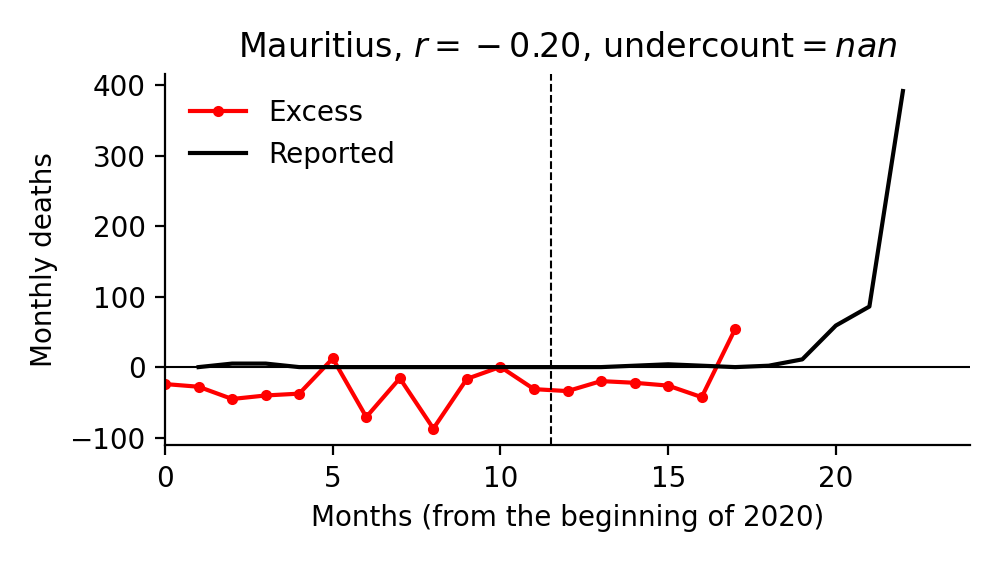 Mauritius, r = −0.20, undercount = nan
400
300
200
100
0
−100
Monthly deaths
Excess
Reported
0 5 10 15 20
Months (from the beginning of 2020)